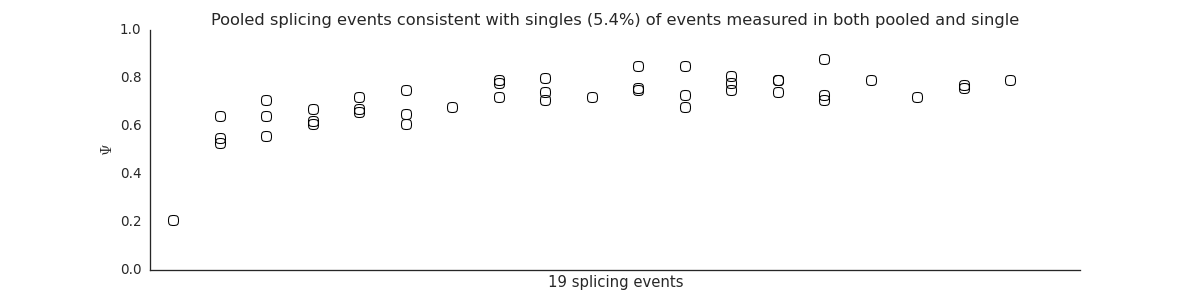 Pooled splicing events consistent with singles (5.4%) of events measured in both pooled and single
1.0
0.8
0.6
Ψ
0.4
0.2
0.0
19 splicing events